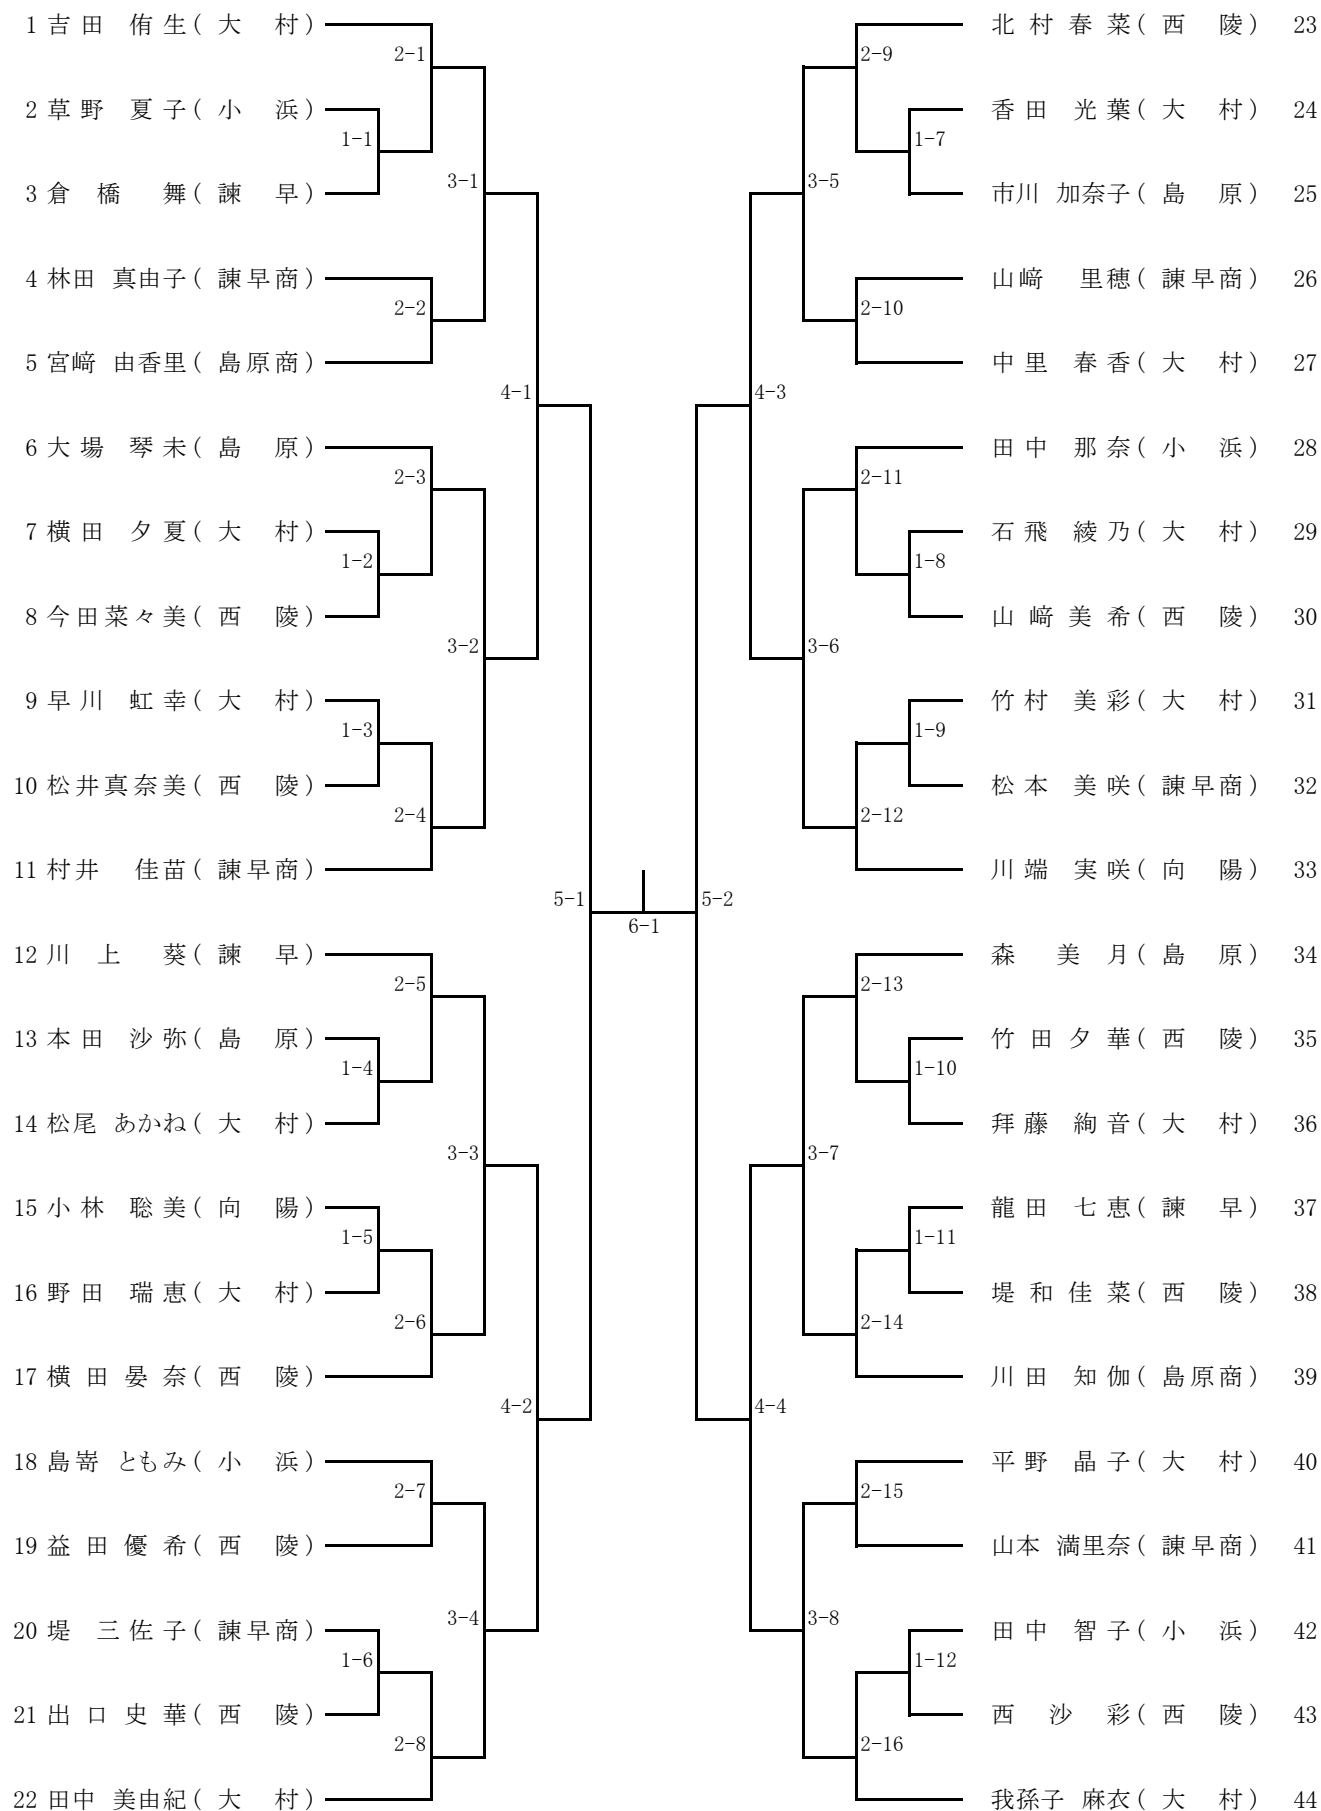 1 吉田 侑生(大 村)
2-1
2 草野 夏子(小 浜)
1-1
3 倉橋 舞(諫 早)
3-1
4 林田 真由子(諫早商)
2-2
5 宮﨑 由香里(島原商)
4-1
6 大場 琴未(島 原)
2-3
7 横田 夕夏(大 村)
1-2
8 今田菜々美(西 陵)
3-2
9 早川 虹幸(大 村)
1-3
10 松井真奈美(西 陵)
2-4
11 村井 佳苗(諫早商)
5-1
12 川上 葵(諫 早)
2-5
13 本田 沙弥(島 原)
1-4
14 松尾 あかね(大 村)
3-3
15 小林 聡美(向 陽)
1-5
16 野田 瑞恵(大 村)
2-6
17 横田晏奈(西 陵)
4-2
18 島嵜 ともみ(小 浜)
2-7
19 益田優希(西 陵)
3-4
20 堤 三佐子(諫早商)
1-6
21 出口史華(西 陵)
2-8
22 田中 美由紀(大 村)
6-1
北村春菜(西 陵) 23
2-9
香田 光葉(大 村) 24
1-7
3-5
市川 加奈子(島 原) 25
山﨑 里穂(諫早商) 26
2-10
中里 春香(大 村) 27
4-3
田中 那奈(小 浜) 28
2-11
石飛 綾乃(大 村) 29
1-8
山﨑美希(西 陵) 30
3-6
竹村 美彩(大 村) 31
1-9
松本 美咲(諫早商) 32
2-12
川端 実咲(向 陽) 33
5-2
森 美月(島 原) 34
2-13
竹田夕華(西 陵) 35
1-10
拜藤 絢音(大 村) 36
3-7
龍田 七恵(諫 早) 37
1-11
堤和佳菜(西 陵) 38
2-14
川田 知伽(島原商) 39
4-4
平野 晶子(大 村) 40
2-15
山本 満里奈(諫早商) 41
3-8
田中 智子(小 浜) 42
1-12
西 沙彩(西 陵) 43
2-16
我孫子 麻衣(大 村) 44